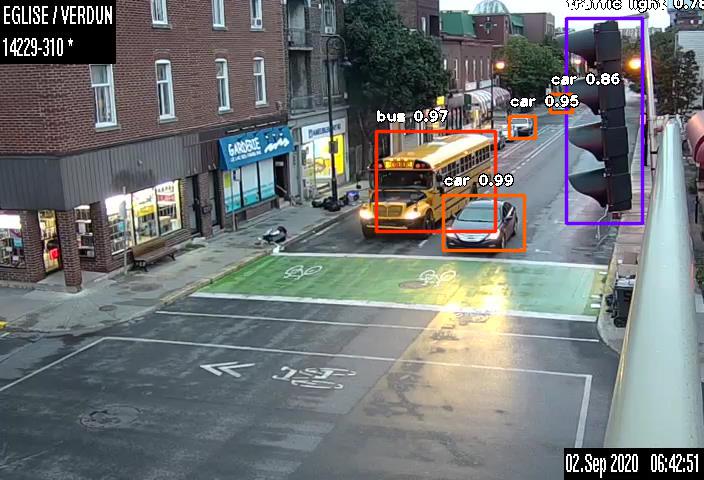 EGLISE / VERDUN
14229-310 *
traffic light 0.78
car 0.86
car 0.95
bus 0.97
car 0.99
GARDERIE
02.Sep 2020 06:42:51